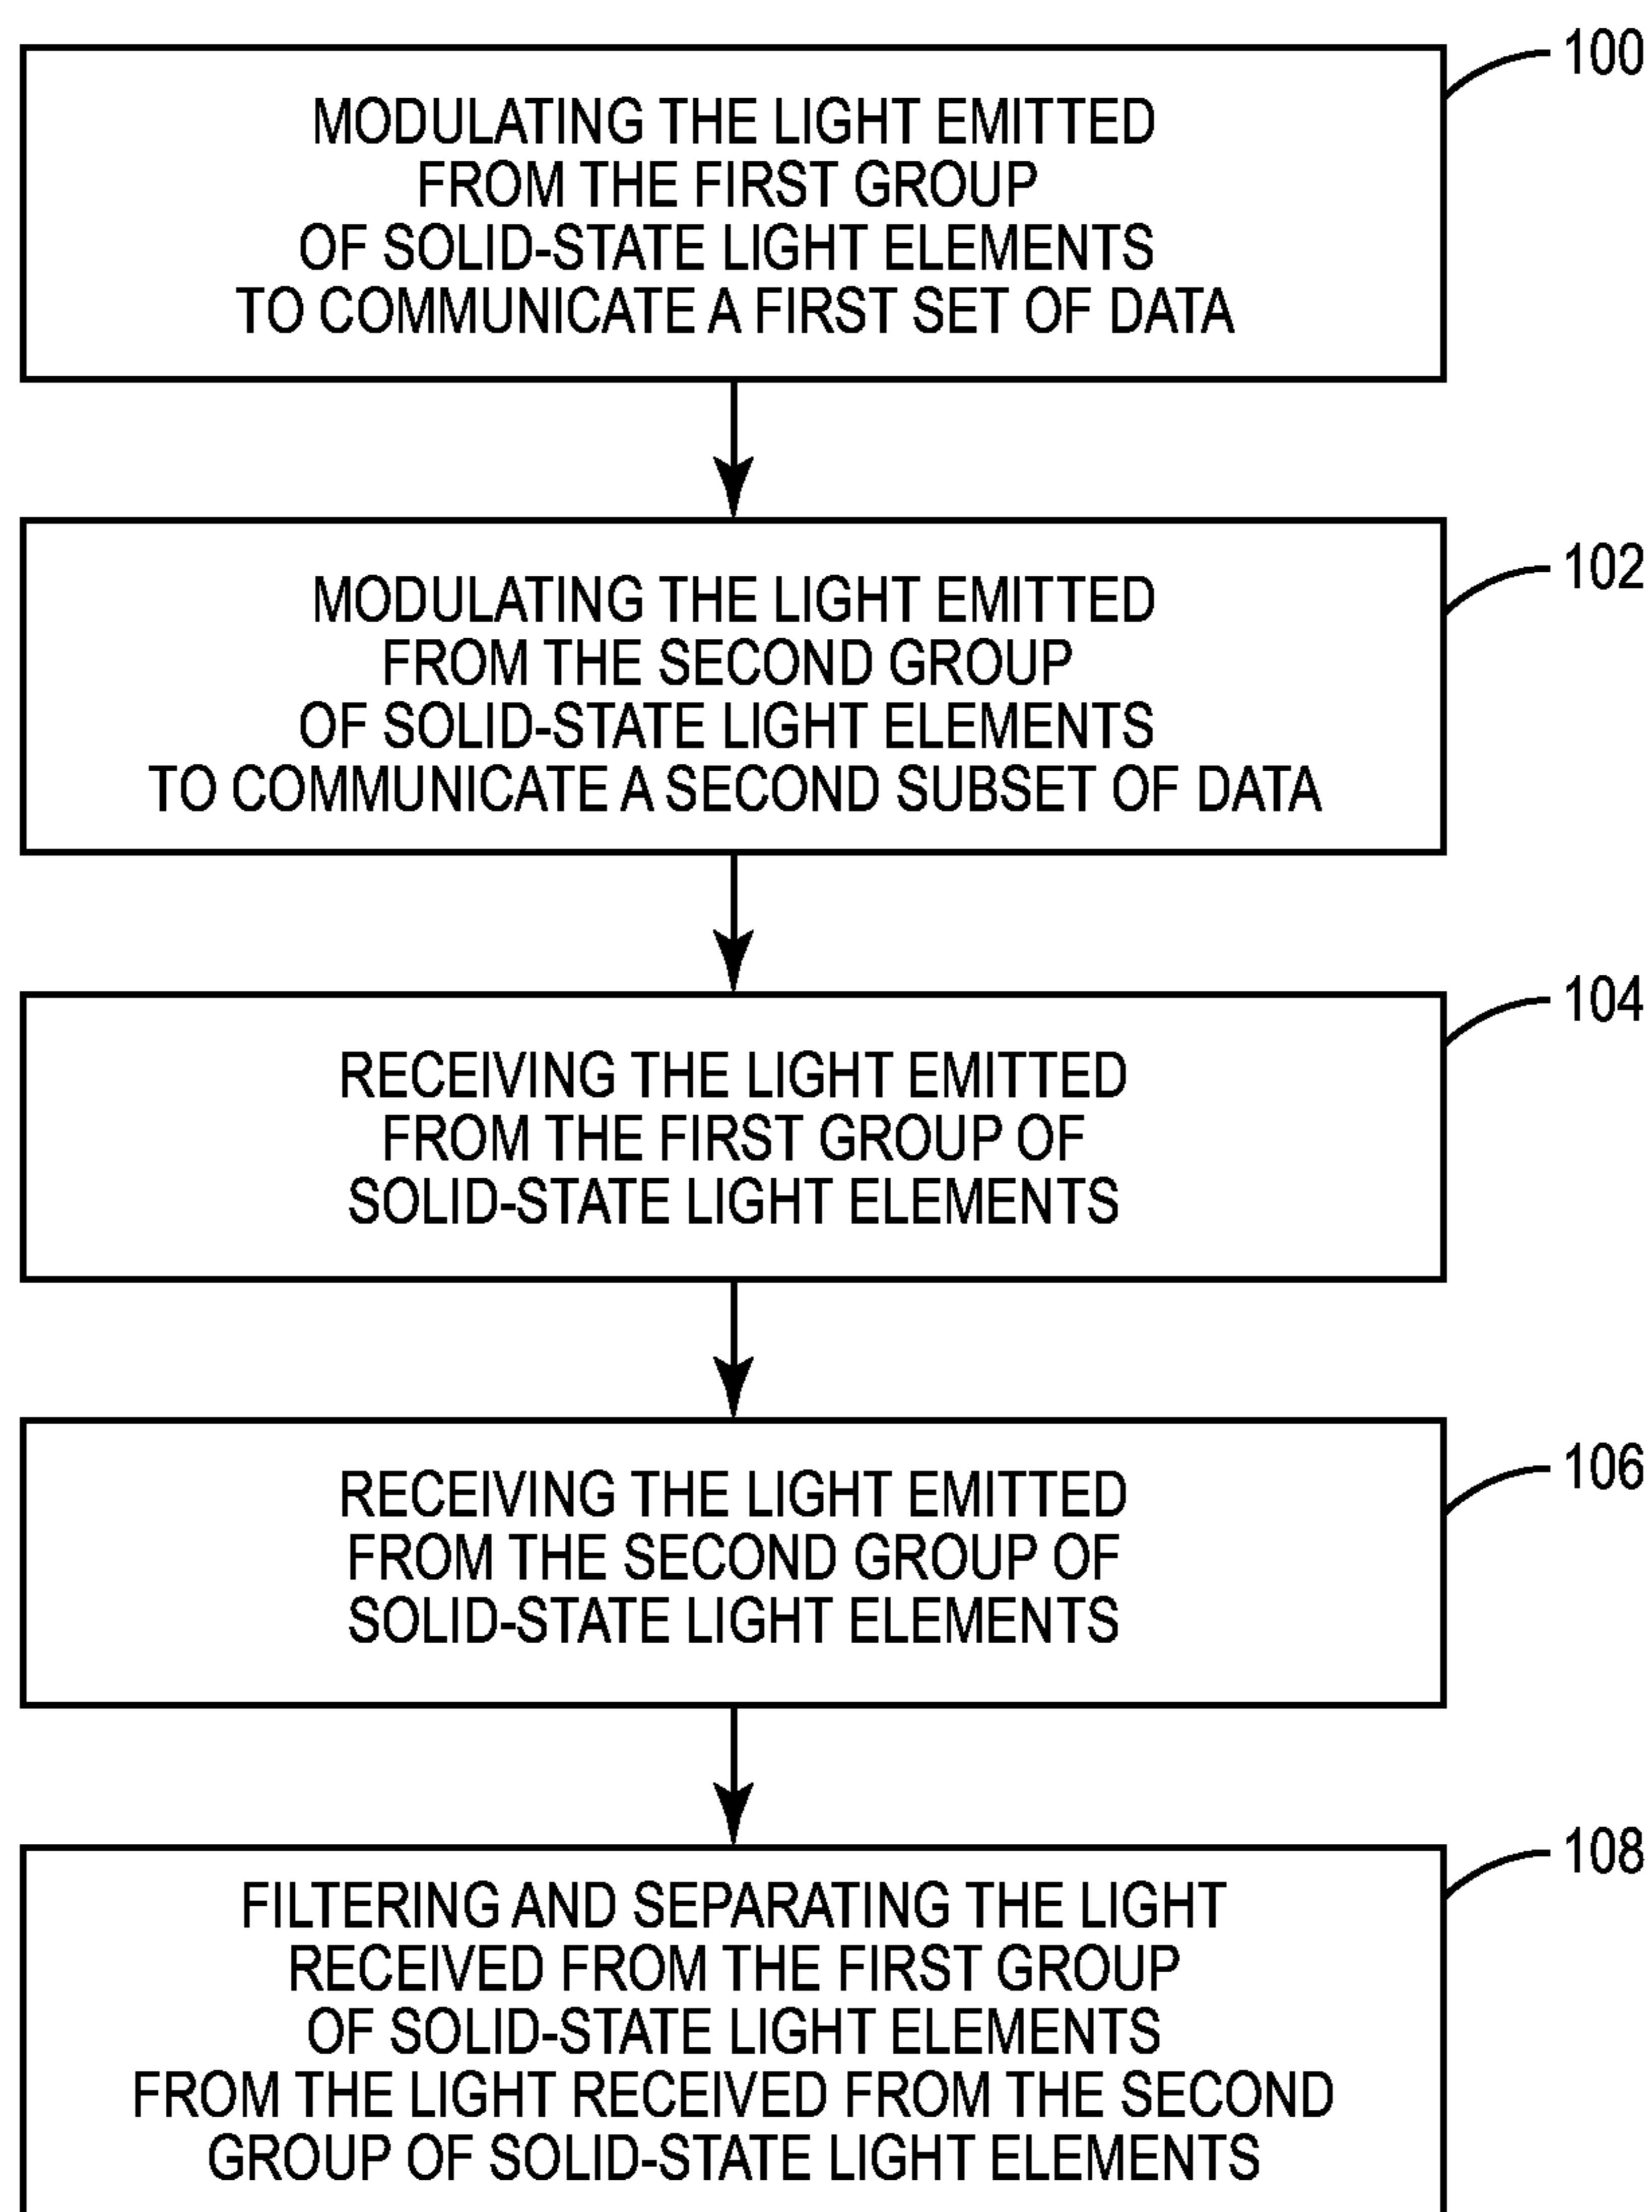 100
MODULATING THE LIGHT EMITTED
FROM THE FIRST GROUP
OF SOLID-STATE LIGHT ELEMENTS
TO COMMUNICATE A FIRST SET OF DATA
102
MODULATING THE LIGHT EMITTED
FROM THE SECOND GROUP
OF SOLID-STATE LIGHT ELEMENTS
TO COMMUNICATE A SECOND SUBSET OF DATA
104
RECEIVING THE LIGHT EMITTED
FROM THE FIRST GROUP OF
SOLID-STATE LIGHT ELEMENTS
106
RECEIVING THE LIGHT EMITTED
FROM THE SECOND GROUP OF
SOLID-STATE LIGHT ELEMENTS
108
FILTERING AND SEPARATING THE LIGHT
RECEIVED FROM THE FIRST GROUP
OF SOLID-STATE LIGHT ELEMENTS
FROM THE LIGHT RECEIVED FROM THE SECOND
GROUP OF SOLID-STATE LIGHT ELEMENTS